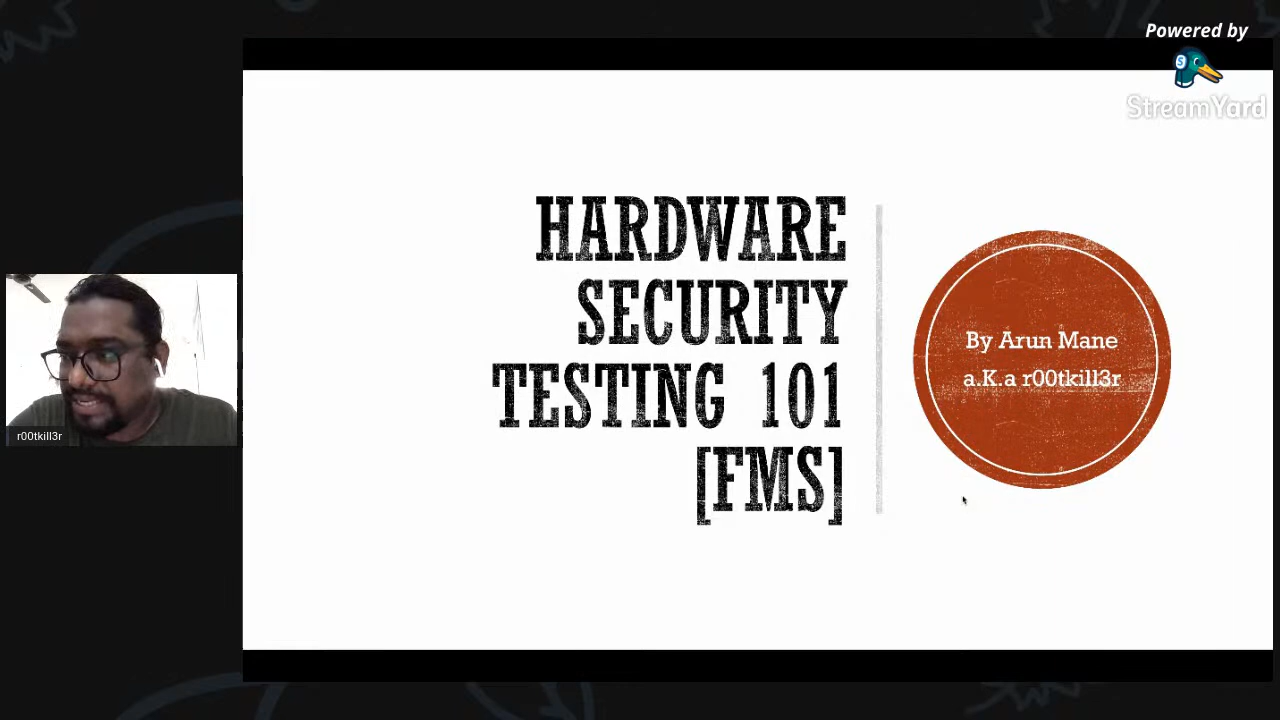 Powered by
StreamYard
HARDWARE
SECURITY
TESTING 101
[FMS]
By Arun Mane
a.K.a r00tkill3r
r00tkill3r